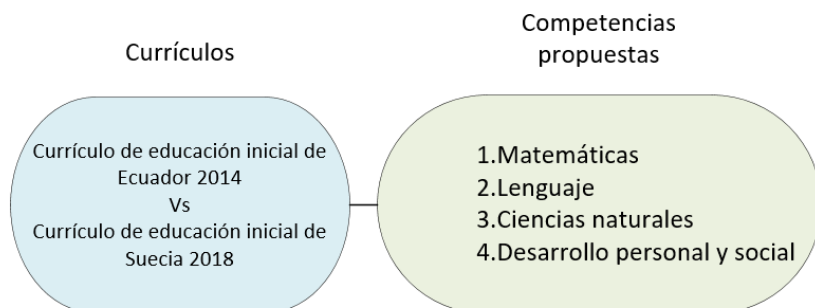 Currículos
Competencias
propuestas
Currículo de educación inicial de
Ecuador 2014
Vs
Currículo de educación inicial de
Suecia 2018
1.Matemáticas
2.Lenguaje
3.Ciencias naturales
4.Desarrollo personal y social